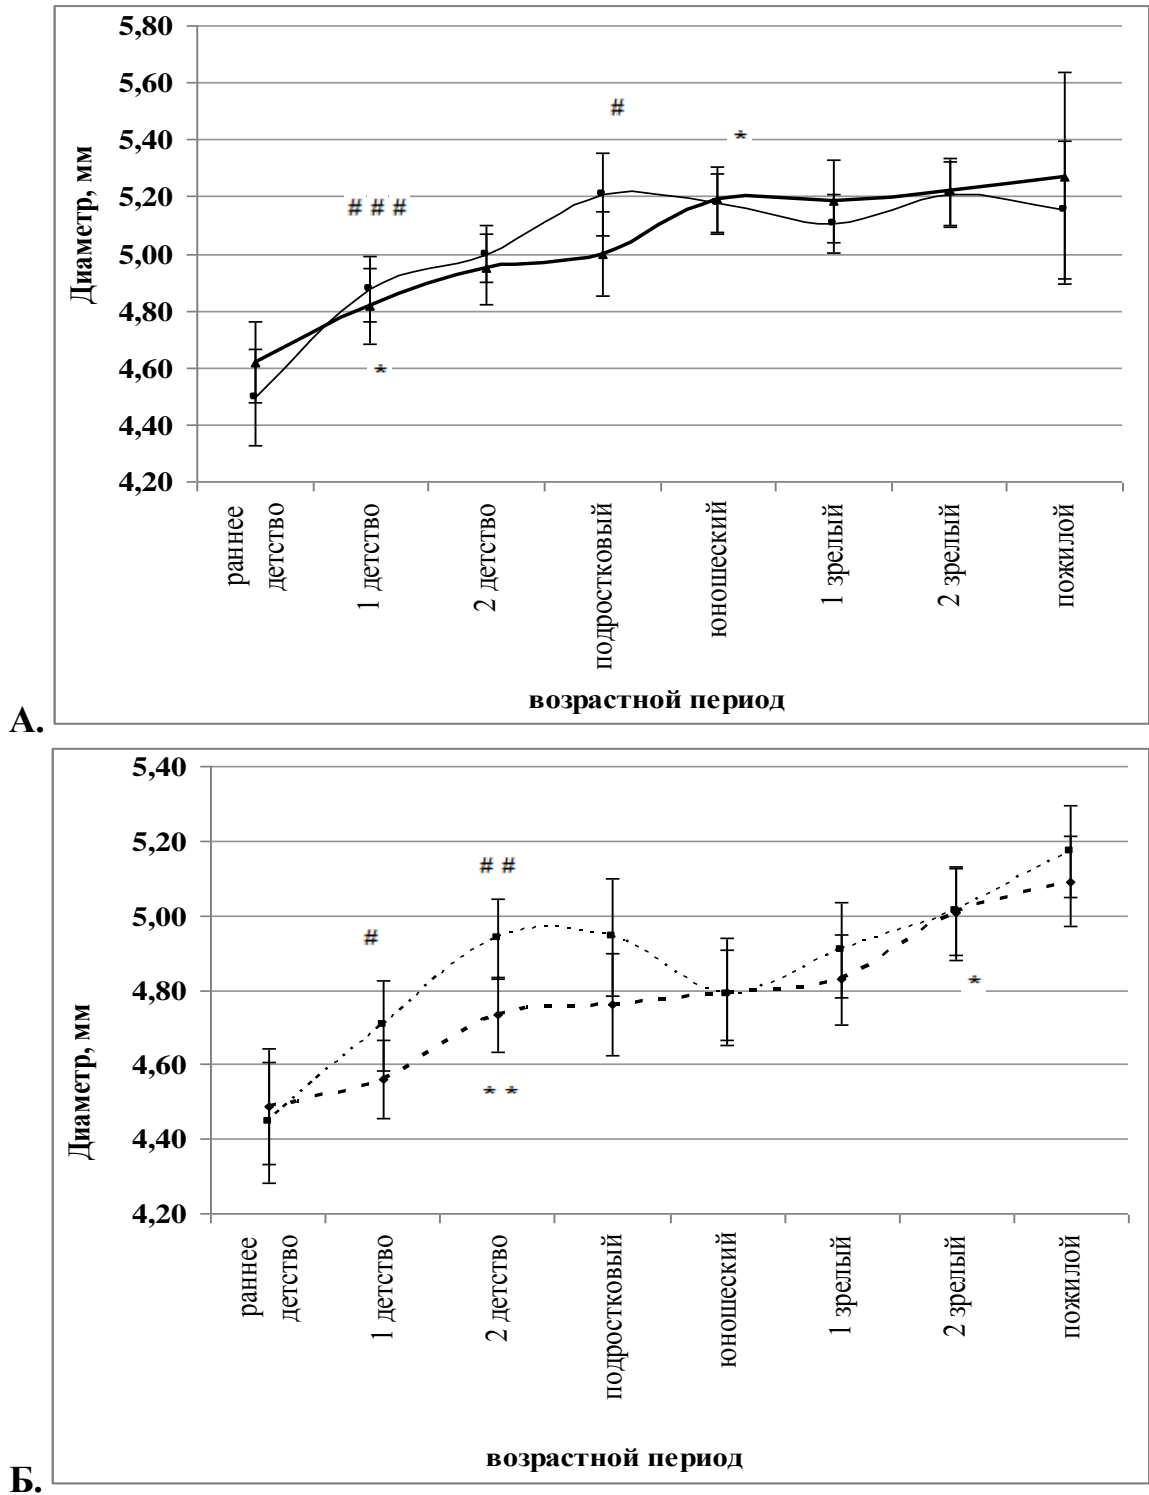 5,80
5,60
5,40
5,20
5,00
4,80
4,60
4,40
4,20
Диаметр, мм
#
*
# # #
*
раннее
детство
1 детство
2 детство
подростковый
юношеский
1 зрелый
2 зрелый
пожилой
возрастной период
А.
5,40
5,20
5,00
4,80
4,60
4,40
4,20
Диаметр, мм
# #
#
*
* *
раннее
детство
1 детство
2 детство
подростковый
юношеский
1 зрелый
2 зрелый
пожилой
возрастной период
Б.